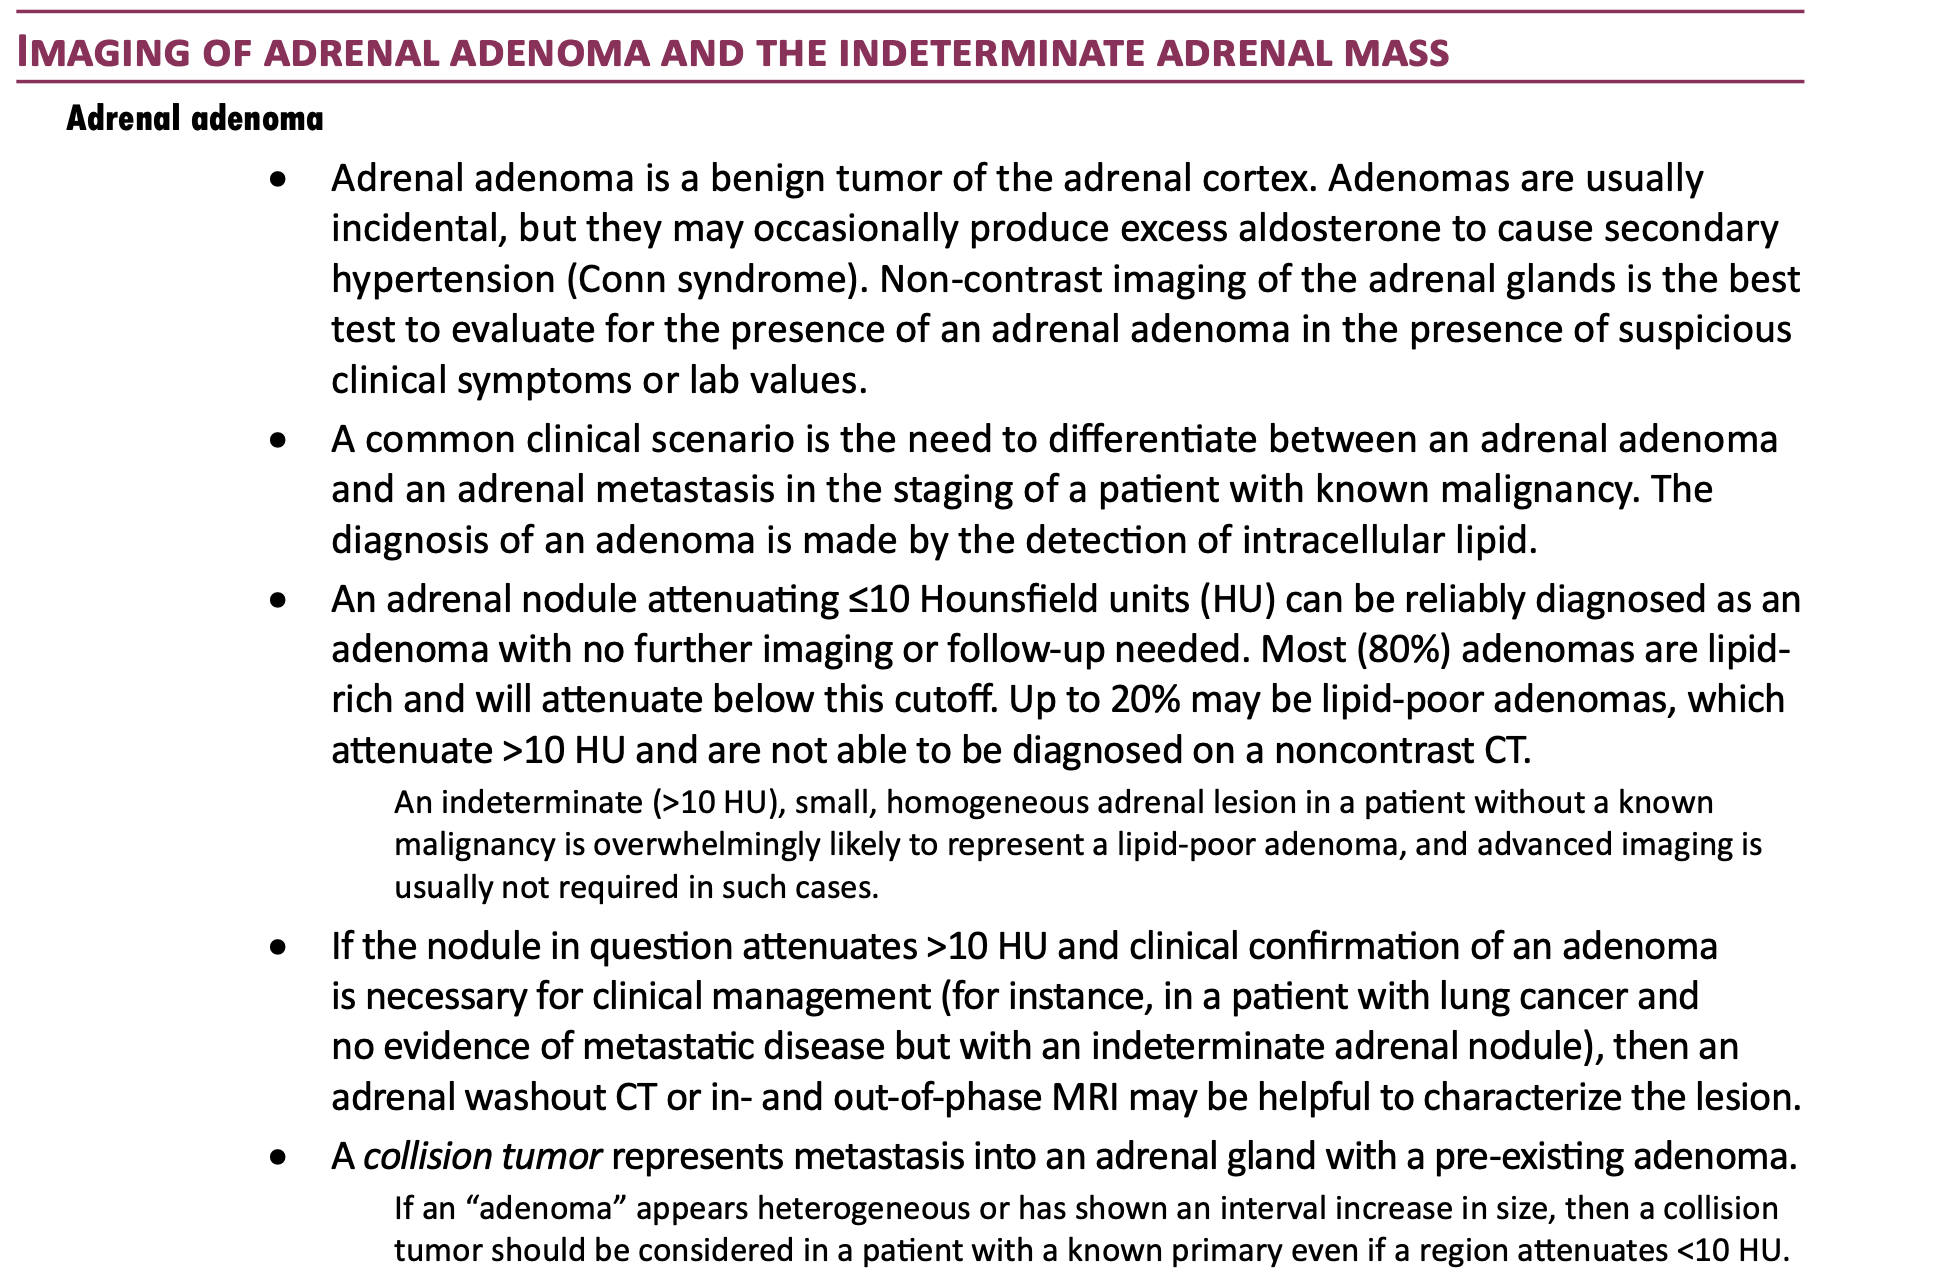 IMAGING OF ADRENAL ADENOMA AND THE INDETERMINATE ADRENAL MASS
Adrenal adenoma
• Adrenal adenoma is a benign tumor of the adrenal cortex. Adenomas are usually
incidental, but they may occasionally produce excess aldosterone to cause secondary
hypertension (Conn syndrome). Non-contrast imaging of the adrenal glands is the best
test to evaluate for the presence of an adrenal adenoma in the presence of suspicious
clinical symptoms or lab values.
• A common clinical scenario is the need to differentiate between an adrenal adenoma
and an adrenal metastasis in the staging of a patient with known malignancy. The
diagnosis of an adenoma is made by the detection of intracellular lipid.
• An adrenal nodule attenuating ≤10 Hounsfield units (HU) can be reliably diagnosed as an
adenoma with no further imaging or follow-up needed. Most (80%) adenomas are lipid-
rich and will attenuate below this cutoff. Up to 20% may be lipid-poor adenomas, which
attenuate >10 HU and are not able to be diagnosed on a noncontrast CT.
An indeterminate (>10 HU), small, homogeneous adrenal lesion in a patient without a known
malignancy is overwhelmingly likely to represent a lipid-poor adenoma, and advanced imaging is
usually not required in such cases.
• If the nodule in question attenuates >10 HU and clinical confirmation of an adenoma
is necessary for clinical management (for instance, in a patient with lung cancer and
no evidence of metastatic disease but with an indeterminate adrenal nodule), then an
adrenal washout CT or in- and out-of-phase MRI may be helpful to characterize the lesion.
• A collision tumor represents metastasis into an adrenal gland with a pre-existing adenoma.
If an “adenoma” appears heterogeneous or has shown an interval increase in size, then a collision
tumor should be considered in a patient with a known primary even if a region attenuates <10 HU.